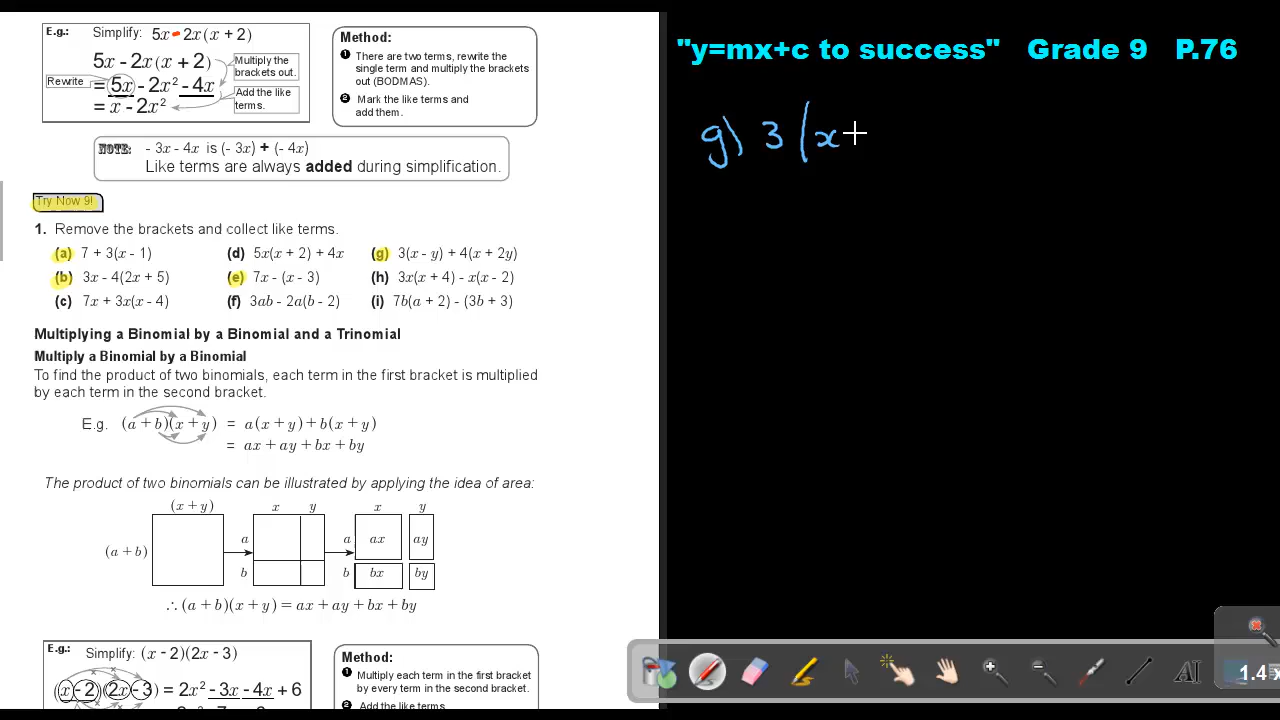 E.g.: Simplify: 5x - 2x(x + 2)
5x - 2x(x + 2)
Multiply the
brackets out.
Rewrite
= 5x - 2x² - 4x
Add the like
terms.
= x - 2x²
Method:
❶ There are two terms, rewrite the
single term and multiply the brackets
out (BODMAS).
❷ Mark the like terms and
add them.
NOTE: - 3x - 4x is (- 3x) + (- 4x)
Like terms are always added during simplification.
Try Now 9!
1. Remove the brackets and collect like terms.
(a) 7 + 3(x - 1) (d) 5x(x + 2) + 4x (g) 3(x - y) + 4(x + 2y)
(b) 3x - 4(2x + 5) (e) 7x - (x - 3) (h) 3x(x + 4) - x(x - 2)
(c) 7x + 3x(x - 4) (f) 3ab - 2a(b - 2) (i) 7b(a + 2) - (3b + 3)
Multiplying a Binomial by a Binomial and a Trinomial
Multiply a Binomial by a Binomial
To find the product of two binomials, each term in the first bracket is multiplied
by each term in the second bracket.
E.g. (a + b)(x + y) = a(x + y) + b(x + y)
= ax + ay + bx + by
The product of two binomials can be illustrated by applying the idea of area:
(x + y) x y x y
a a ax ay
(a + b)
b b bx by
∴ (a + b)(x + y) = ax + ay + bx + by
E.g.: Simplify: (x - 2)(2x - 3)
(x - 2)(2x - 3) = 2x² - 3x - 4x + 6
Method:
❶ Multiply each term in the first bracket
by every term in the second bracket.
❷ Add the like terms.
"y=mx+c to success" Grade 9 P.76
g) 3 (x
AI
1.4 x